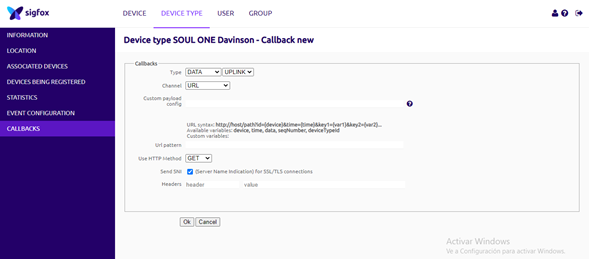 sigfox
DEVICE DEVICE TYPE USER GROUP
INFORMATION
LOCATION
ASSOCIATED DEVICES
DEVICES BEING REGISTERED
STATISTICS
EVENT CONFIGURATION
CALLBACKS
Device type SOUL ONE Davinson - Callback new
Callbacks
Type DATA UPLINK
Channel URL
Custom payload
config
URL syntax: http://host/path?id={device}&time={time}&key1={var1}&key2={var2}...
Available variables: device, time, data, seqNumber, deviceTypeId
Custom variables:
Url pattern
Use HTTP Method GET
Send SNI (Server Name Indication) for SSL/TLS connections
Headers header value
Ok Cancel
Activar Windows
Ve a Configuración para activar Windows.